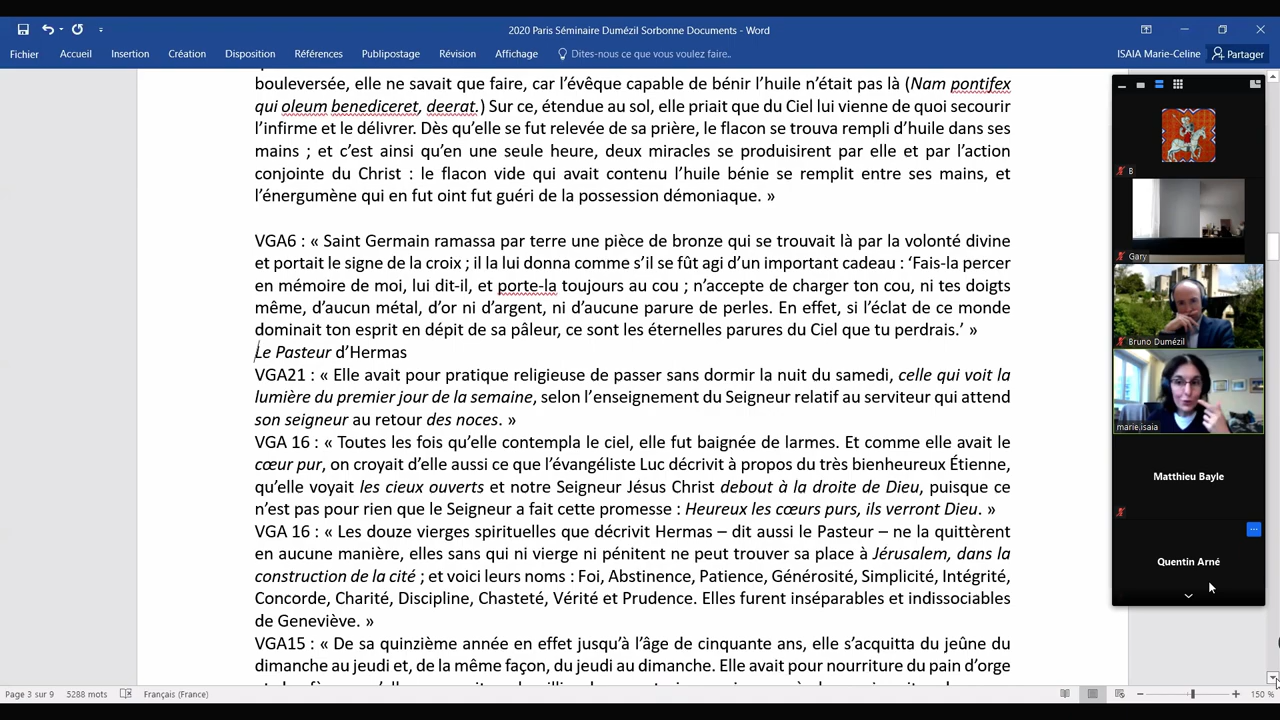 2020 Paris Séminaire Dumézil Sorbonne Documents - Word
Fichier Accueil Insertion Création Disposition Références Publipostage Révision Affichage Dites-nous ce que vous voulez faire.. ISAIA Marie-Celine Partager
bouleversée, elle ne savait que faire, car l’évêque capable de bénir l’huile n’était pas là (Nam pontifex
qui oleum benediceret, deerat.) Sur ce, étendue au sol, elle priait que du Ciel lui vienne de quoi secourir
l’infirme et le délivrer. Dès qu’elle se fut relevée de sa prière, le flacon se trouva rempli d’huile dans ses
mains ; et c’est ainsi qu’en une seule heure, deux miracles se produisirent par elle et par l’action
conjointe du Christ : le flacon vide qui avait contenu l’huile bénie se remplit entre ses mains, et
l’énergumène qui en fut oint fut guéri de la possession démoniaque. »
VGA6 : « Saint Germain ramassa par terre une pièce de bronze qui se trouvait là par la volonté divine
et portait le signe de la croix ; il la lui donna comme s’il se fût agi d’un important cadeau : ‘Fais-la percer
en mémoire de moi, lui dit-il, et porte-la toujours au cou ; n’accepte de charger ton cou, ni tes doigts
même, d’aucun métal, d’or ni d’argent, ni d’aucune parure de perles. En effet, si l’éclat de ce monde
dominait ton esprit en dépit de sa pâleur, ce sont les éternelles parures du Ciel que tu perdrais.’ »
Le Pasteur d’Hermas
VGA21 : « Elle avait pour pratique religieuse de passer sans dormir la nuit du samedi, celle qui voit la
lumière du premier jour de la semaine, selon l’enseignement du Seigneur relatif au serviteur qui attend
son seigneur au retour des noces. »
VGA 16 : « Toutes les fois qu’elle contempla le ciel, elle fut baignée de larmes. Et comme elle avait le
cœur pur, on croyait d’elle aussi ce que l’évangéliste Luc décrivit à propos du très bienheureux Étienne,
qu’elle voyait les cieux ouverts et notre Seigneur Jésus Christ debout à la droite de Dieu, puisque ce
n’est pas pour rien que le Seigneur a fait cette promesse : Heureux les cœurs purs, ils verront Dieu. »
VGA 16 : « Les douze vierges spirituelles que décrivit Hermas – dit aussi le Pasteur – ne la quittèrent
en aucune manière, elles sans qui ni vierge ni pénitent ne peut trouver sa place à Jérusalem, dans la
construction de la cité ; et voici leurs noms : Foi, Abstinence, Patience, Générosité, Simplicité, Intégrité,
Concorde, Charité, Discipline, Chasteté, Vérité et Prudence. Elles furent inséparables et indissociables
de Geneviève. »
VGA15 : « De sa quinzième année en effet jusqu’à l’âge de cinquante ans, elle s’acquitta du jeûne du
dimanche au jeudi et, de la même façon, du jeudi au dimanche. Elle avait pour nourriture du pain d’orge
B
Gary
Bruno Dumézil
marie.isaia
Matthieu Bayle
Quentin Arné
Page 3 sur 9 5288 mots Français (France) 150 %